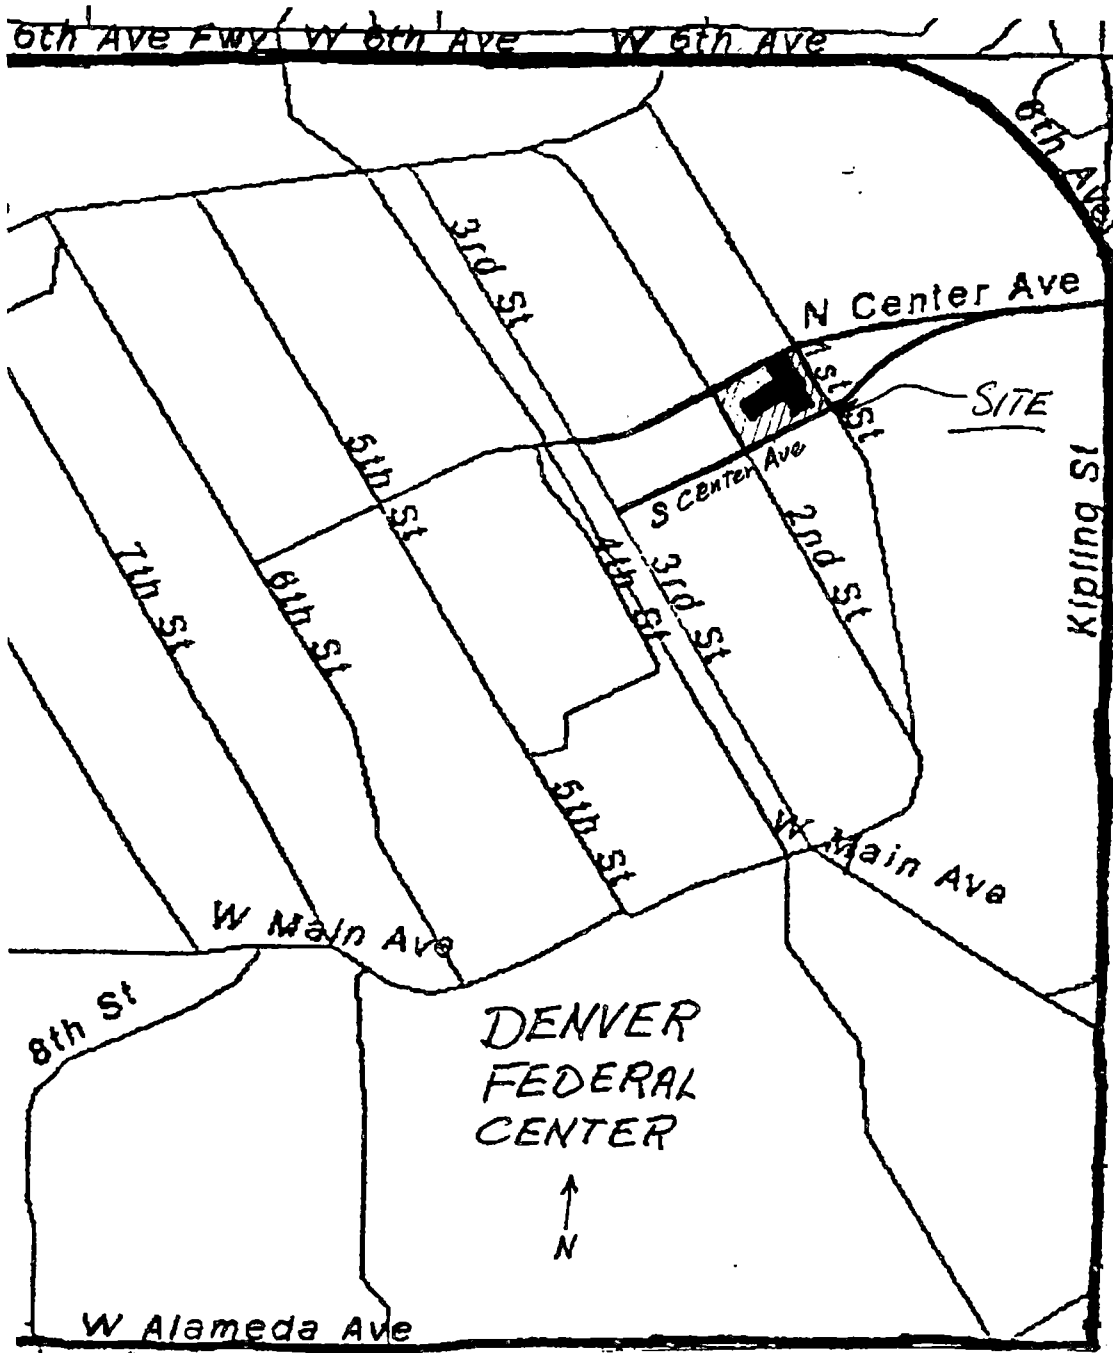 6th Ave Fwy W 6th Ave W 6th Ave
6th Ave
3rd St
N Center Ave
1st St
SITE
5th St
S Center Ave
Kipling St
2nd St
7th St
6th St
4th St
3rd St
5th St
W Main Ave
W Main Ave
8th St
DENVER
FEDERAL
CENTER
N
W Alameda Ave